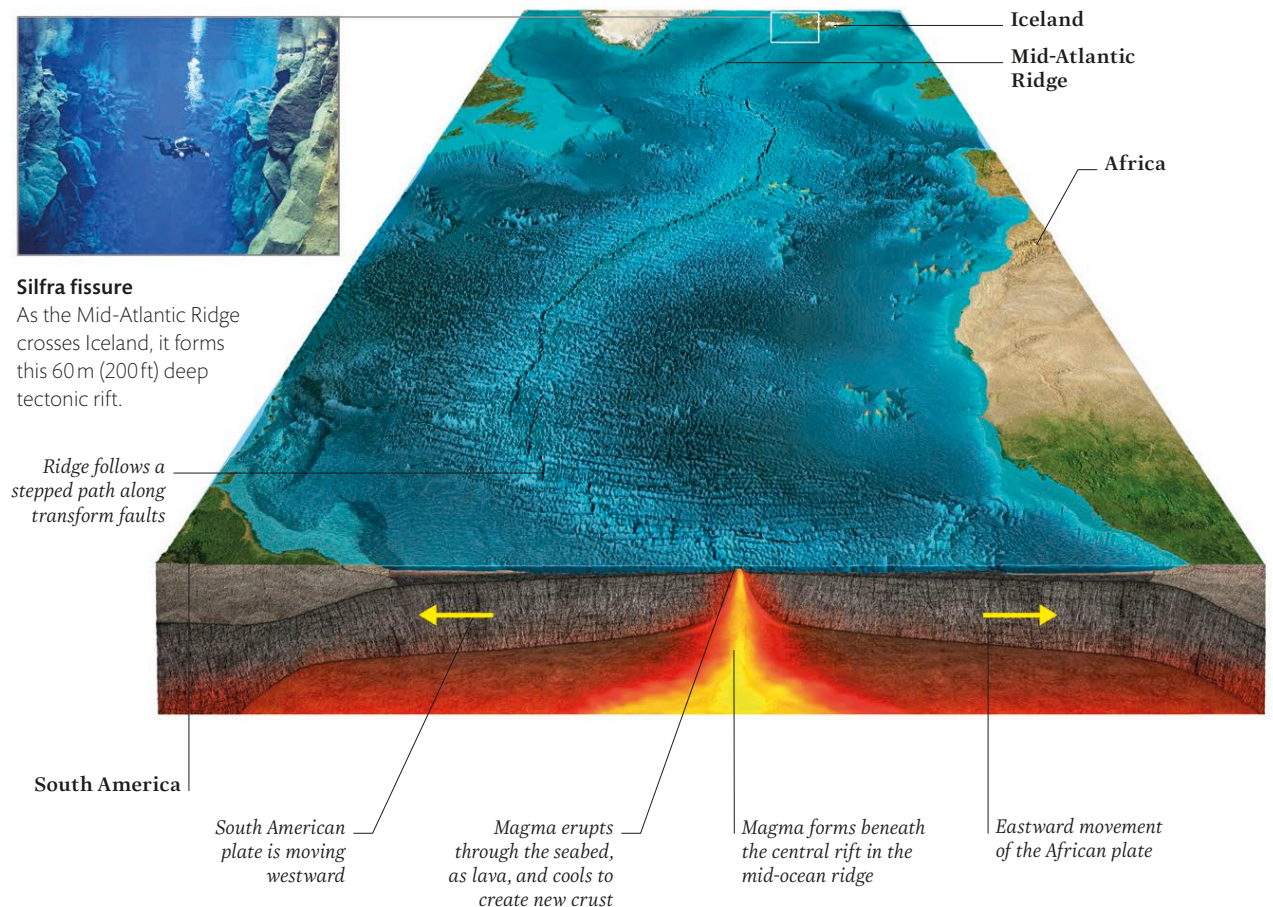 Iceland
Mid-Atlantic
Ridge
Africa
Silfra fissure
As the Mid-Atlantic Ridge
crosses Iceland, it forms
this 60 m (200 ft) deep
tectonic rift.
Ridge follows a
stepped path along
transform faults
South America
South American
plate is moving
westward
Magma erupts
through the seabed,
as lava, and cools to
create new crust
Magma forms beneath
the central rift in the
mid-ocean ridge
Eastward movement
of the African plate